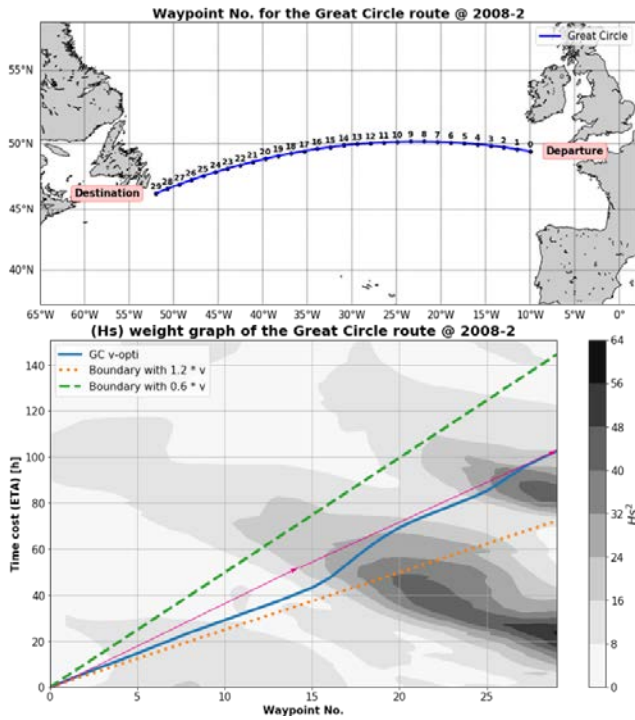 Waypoint No. for the Great Circle route @ 2008-2
Great Circle
55°N
50°N
45°N
40°N
29 28 27 26 25 24 23 22 21 20 19 18 17 16 15 14 13 12 11 10 9 8 7 6 5 4 3 2 1 0
Departure
Destination
65°W 60°W 55°W 50°W 45°W 40°W 35°W 30°W 25°W 20°W 15°W 10°W 5°W 0°
(Hs) weight graph of the Great Circle route @ 2008-2
GC v-opti
Boundary with 1.2 * v
Boundary with 0.6 * v
Time cost (ETA) [h]
140
120
100
80
60
40
20
0
0 5 10 15 20 25
Waypoint No.
64
56
48
40
32
24
16
8
0
Hs²